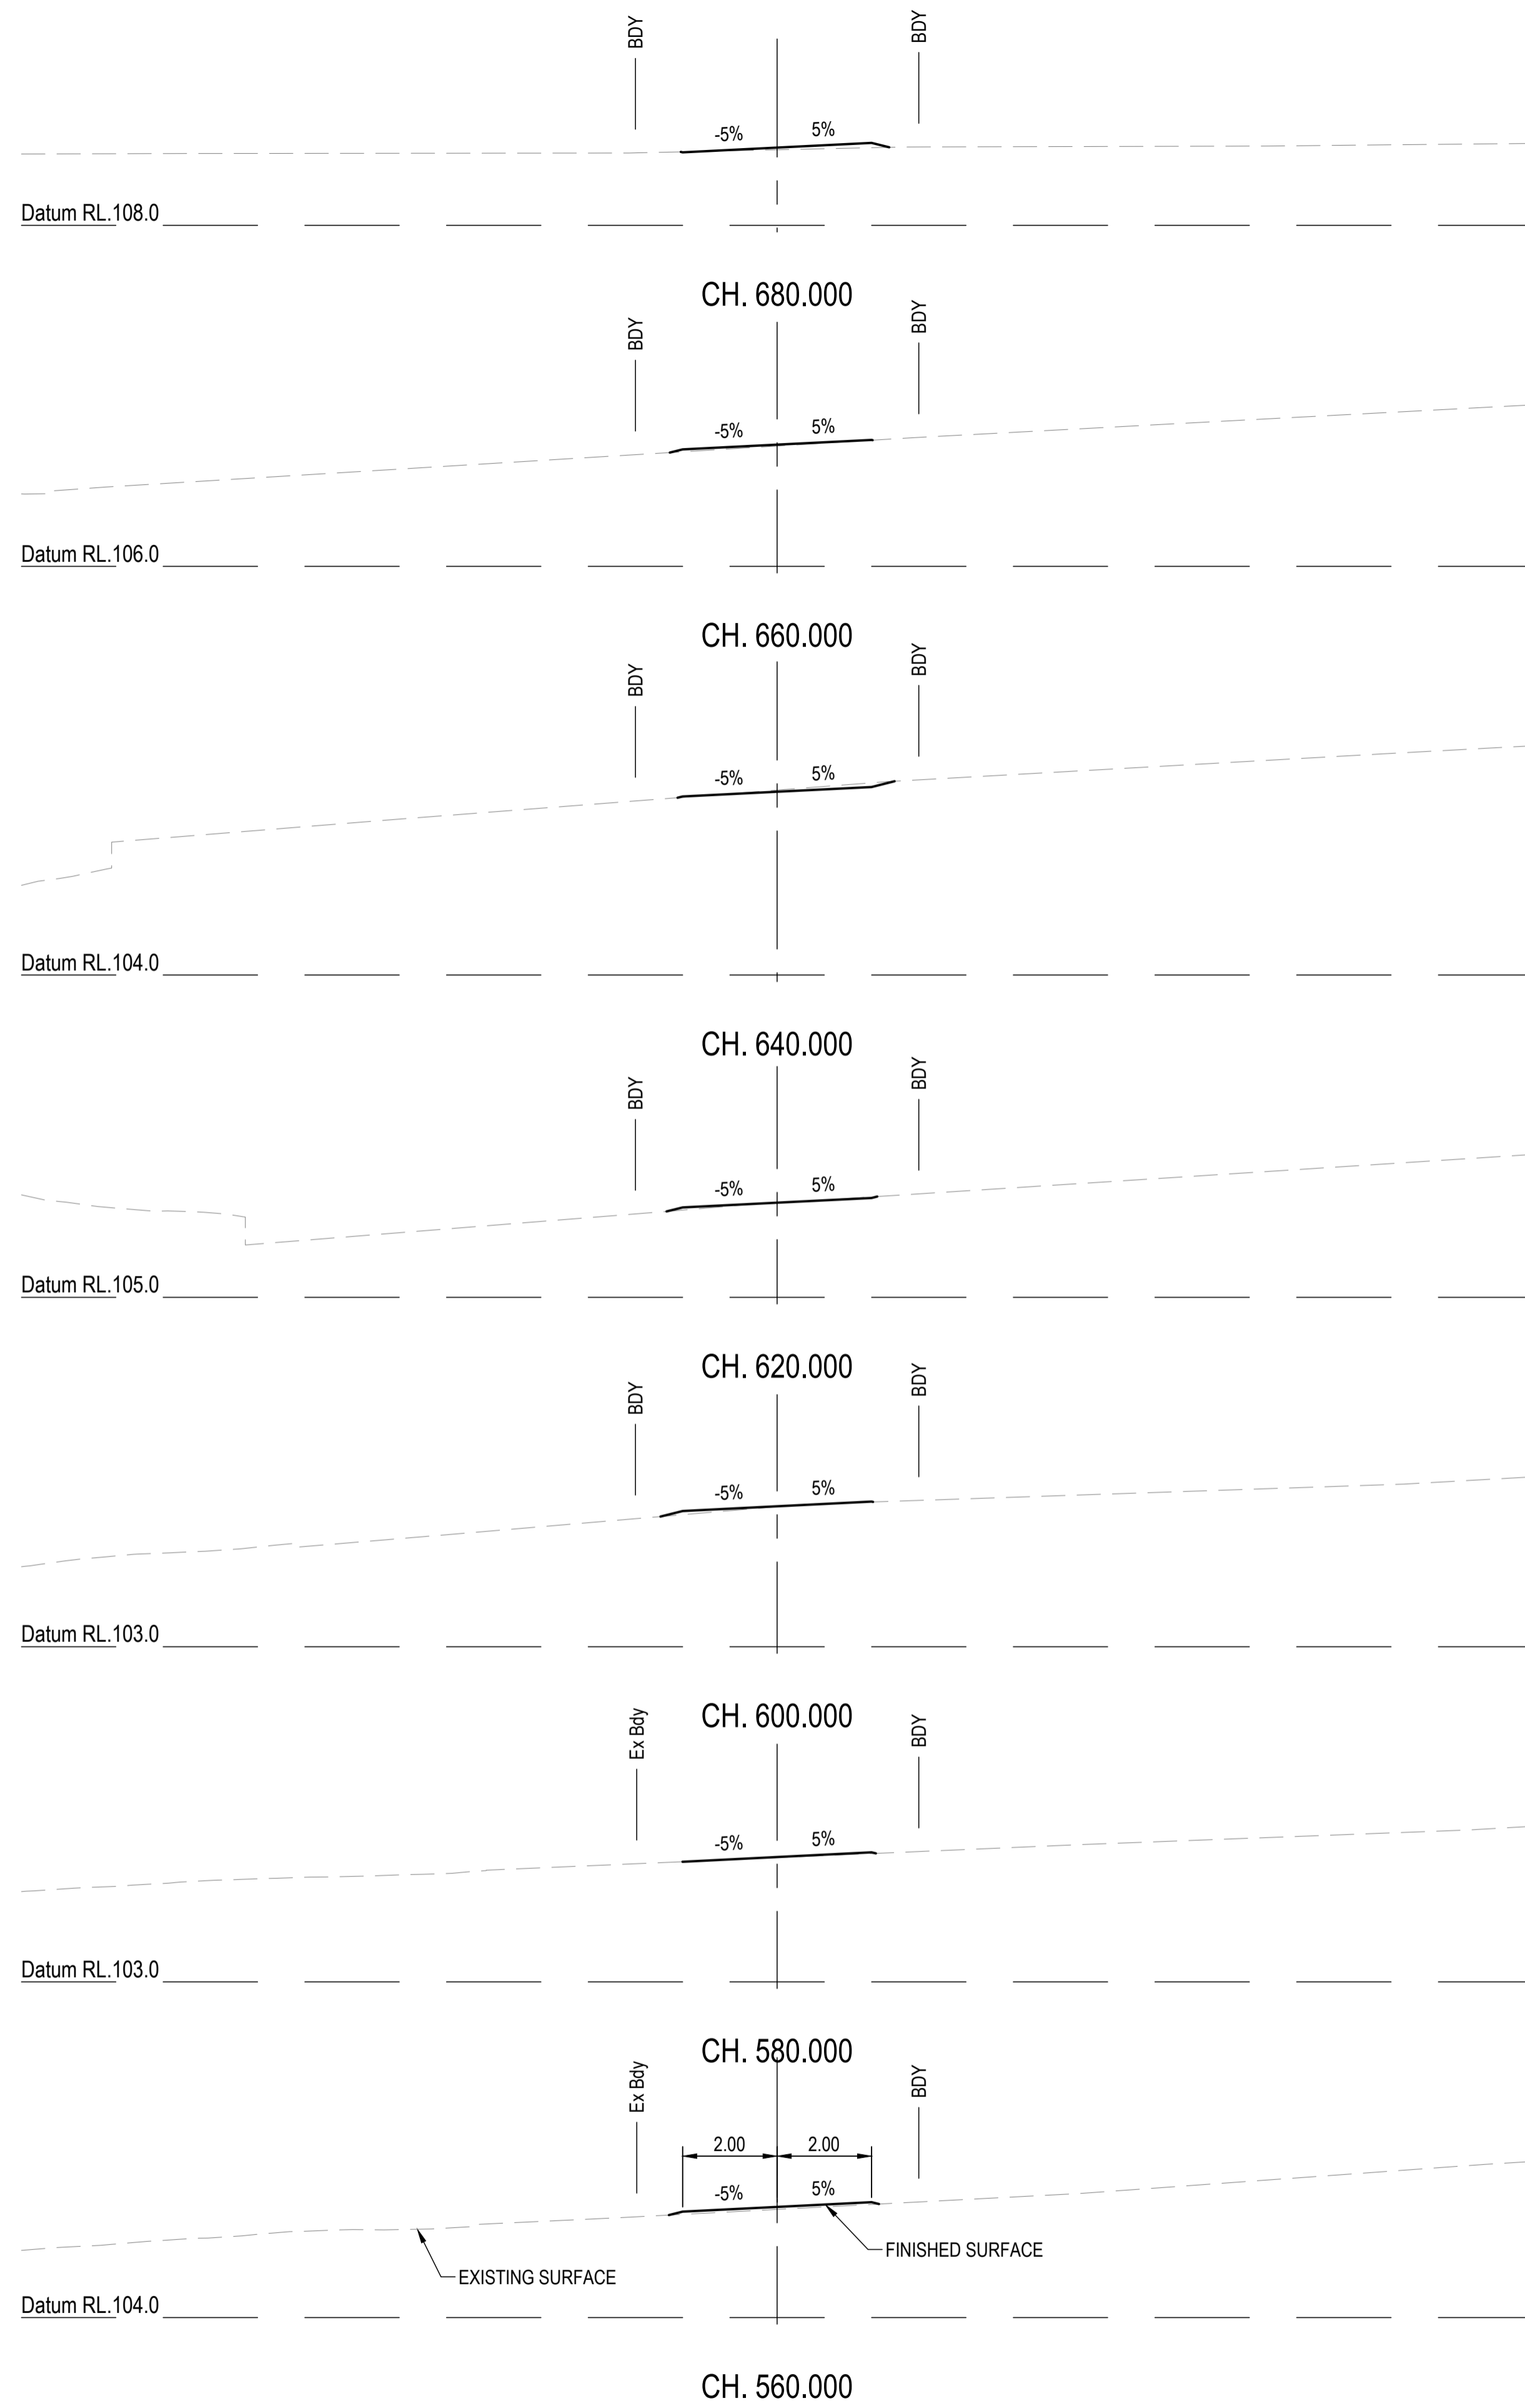 BDY
BDY
-5%
5%
Datum RL.108.0
CH. 680.000
BDY
BDY
-5%
5%
Datum RL.106.0
CH. 660.000
BDY
BDY
-5%
5%
Datum RL.104.0
CH. 640.000
BDY
BDY
-5%
5%
Datum RL.105.0
CH. 620.000
BDY
BDY
-5%
5%
Datum RL.103.0
CH. 600.000
Ex Bdy
BDY
-5%
5%
Datum RL.103.0
CH. 580.000
Ex Bdy
BDY
2.00
2.00
-5%
5%
FINISHED SURFACE
EXISTING SURFACE
Datum RL.104.0
CH. 560.000